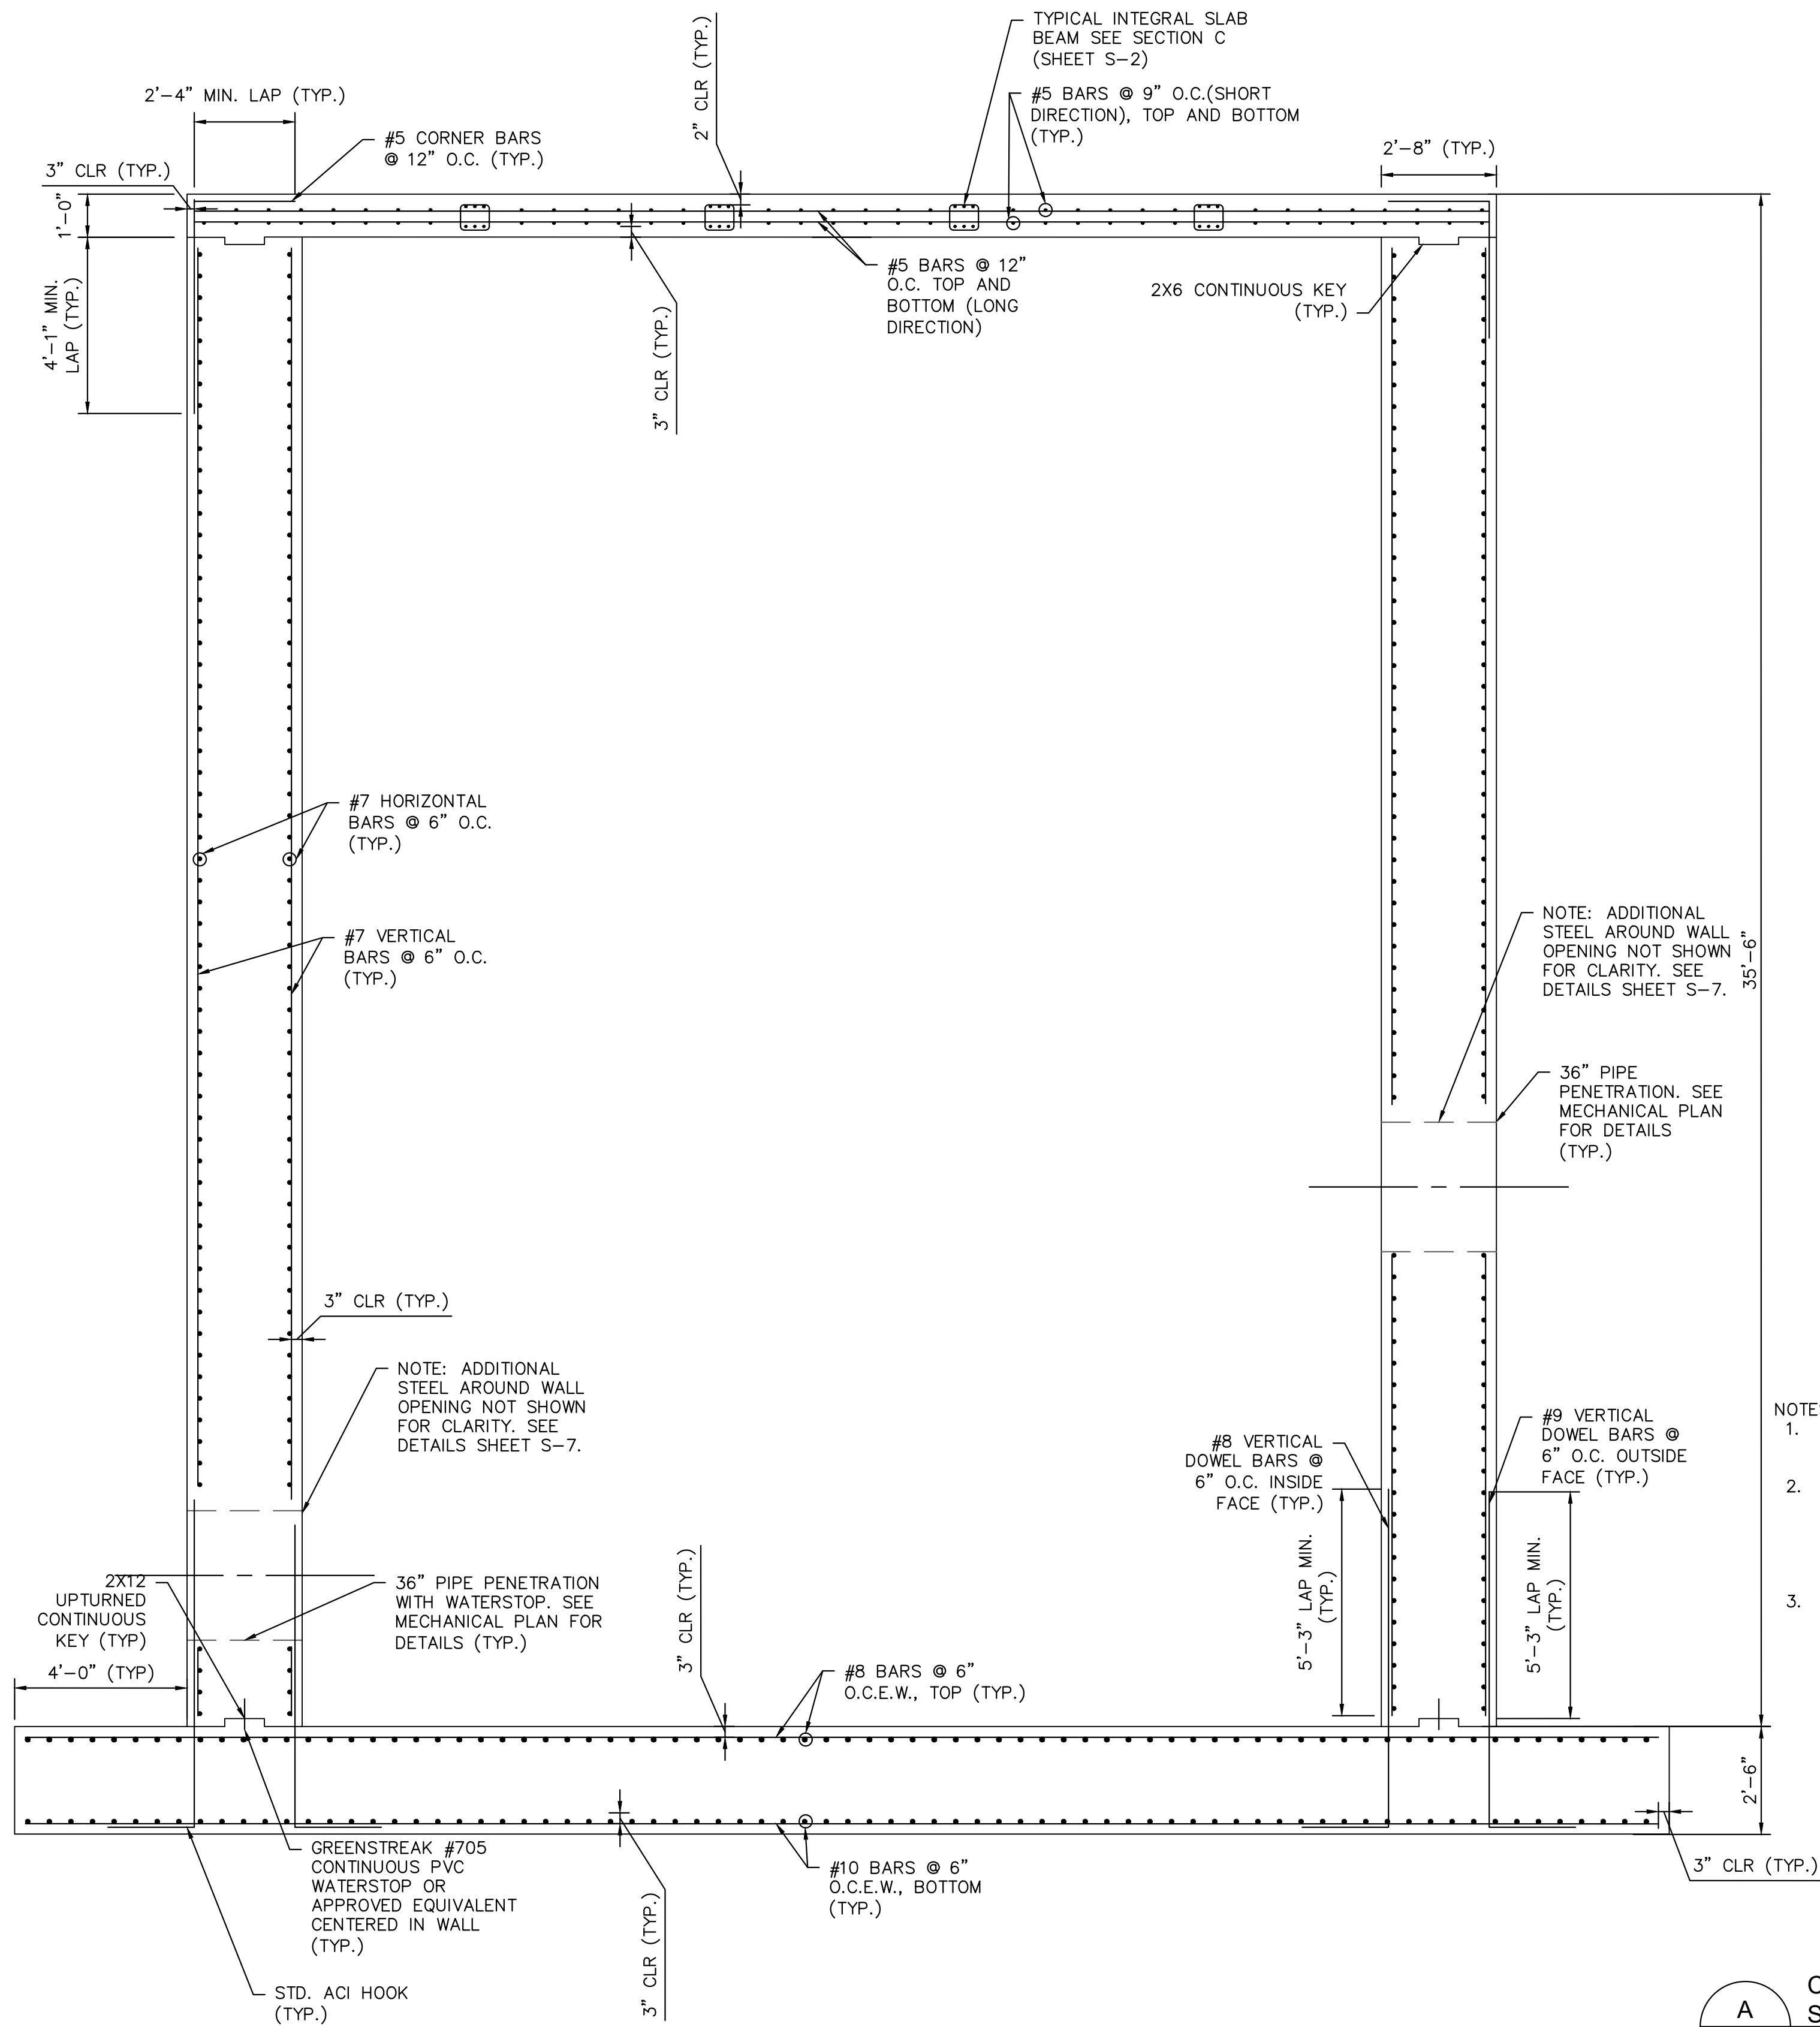 TYPICAL INTEGRAL SLAB
BEAM SEE SECTION C
(SHEET S-2)
2" CLR (TYP.)
#5 BARS @ 9" O.C.(SHORT
DIRECTION), TOP AND BOTTOM
(TYP.)
2'-4" MIN. LAP (TYP.)
#5 CORNER BARS
@ 12" O.C. (TYP.)
3" CLR (TYP.)
2'-8" (TYP.)
1'-0"
4'-1" MIN.
LAP (TYP.)
#5 BARS @ 12"
O.C. TOP AND
BOTTOM (LONG
DIRECTION)
2X6 CONTINUOUS KEY
(TYP.)
3" CLR (TYP.)
#7 HORIZONTAL
BARS @ 6" O.C.
(TYP.)
#7 VERTICAL
BARS @ 6" O.C.
(TYP.)
NOTE: ADDITIONAL
STEEL AROUND WALL
OPENING NOT SHOWN
FOR CLARITY. SEE
DETAILS SHEET S-7.
35'-6"
36" PIPE
PENETRATION. SEE
MECHANICAL PLAN
FOR DETAILS
(TYP.)
3" CLR (TYP.)
NOTE: ADDITIONAL
STEEL AROUND WALL
OPENING NOT SHOWN
FOR CLARITY. SEE
DETAILS SHEET S-7.
#8 VERTICAL
DOWEL BARS @
6" O.C. INSIDE
FACE (TYP.)
#9 VERTICAL
DOWEL BARS @
6" O.C. OUTSIDE
FACE (TYP.)
NOTE
1.
2.
3.
5'-3" LAP MIN.
(TYP.)
5'-3" LAP MIN.
(TYP.)
2X12
UPTURNED
CONTINUOUS
KEY (TYP)
36" PIPE PENETRATION
WITH WATERSTOP. SEE
MECHANICAL PLAN FOR
DETAILS (TYP.)
3" CLR (TYP.)
4'-0" (TYP)
#8 BARS @ 6"
O.C.E.W., TOP (TYP.)
2'-6"
GREENSTREAK #705
CONTINUOUS PVC
WATERSTOP OR
APPROVED EQUIVALENT
CENTERED IN WALL
(TYP.)
#10 BARS @ 6"
O.C.E.W., BOTTOM
(TYP.)
3" CLR (TYP.)
3" CLR (TYP.)
STD. ACI HOOK
(TYP.)
A